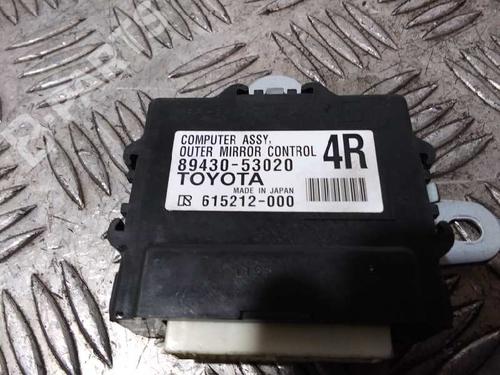 COMPUTER ASSY,
OUTER MIRROR CONTROL
4R
89430-53020
TOYOTA
MADE IN JAPAN
615212-000